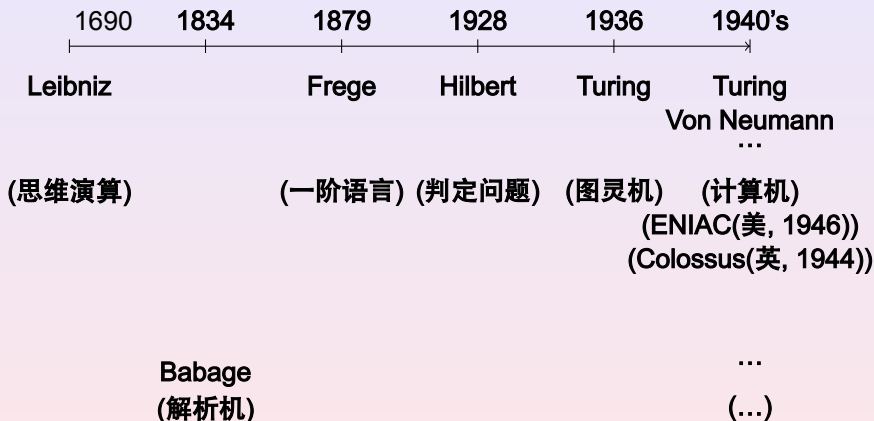 1690 1834 1879 1928 1936 1940's
Leibniz Frege Hilbert Turing Turing
Von Neumann
…
(思维演算) (一阶语言) (判定问题) (图灵机) (计算机)
(ENIAC(美, 1946))
(Colossus(英, 1944))
…
Babage
(解析机) (…)